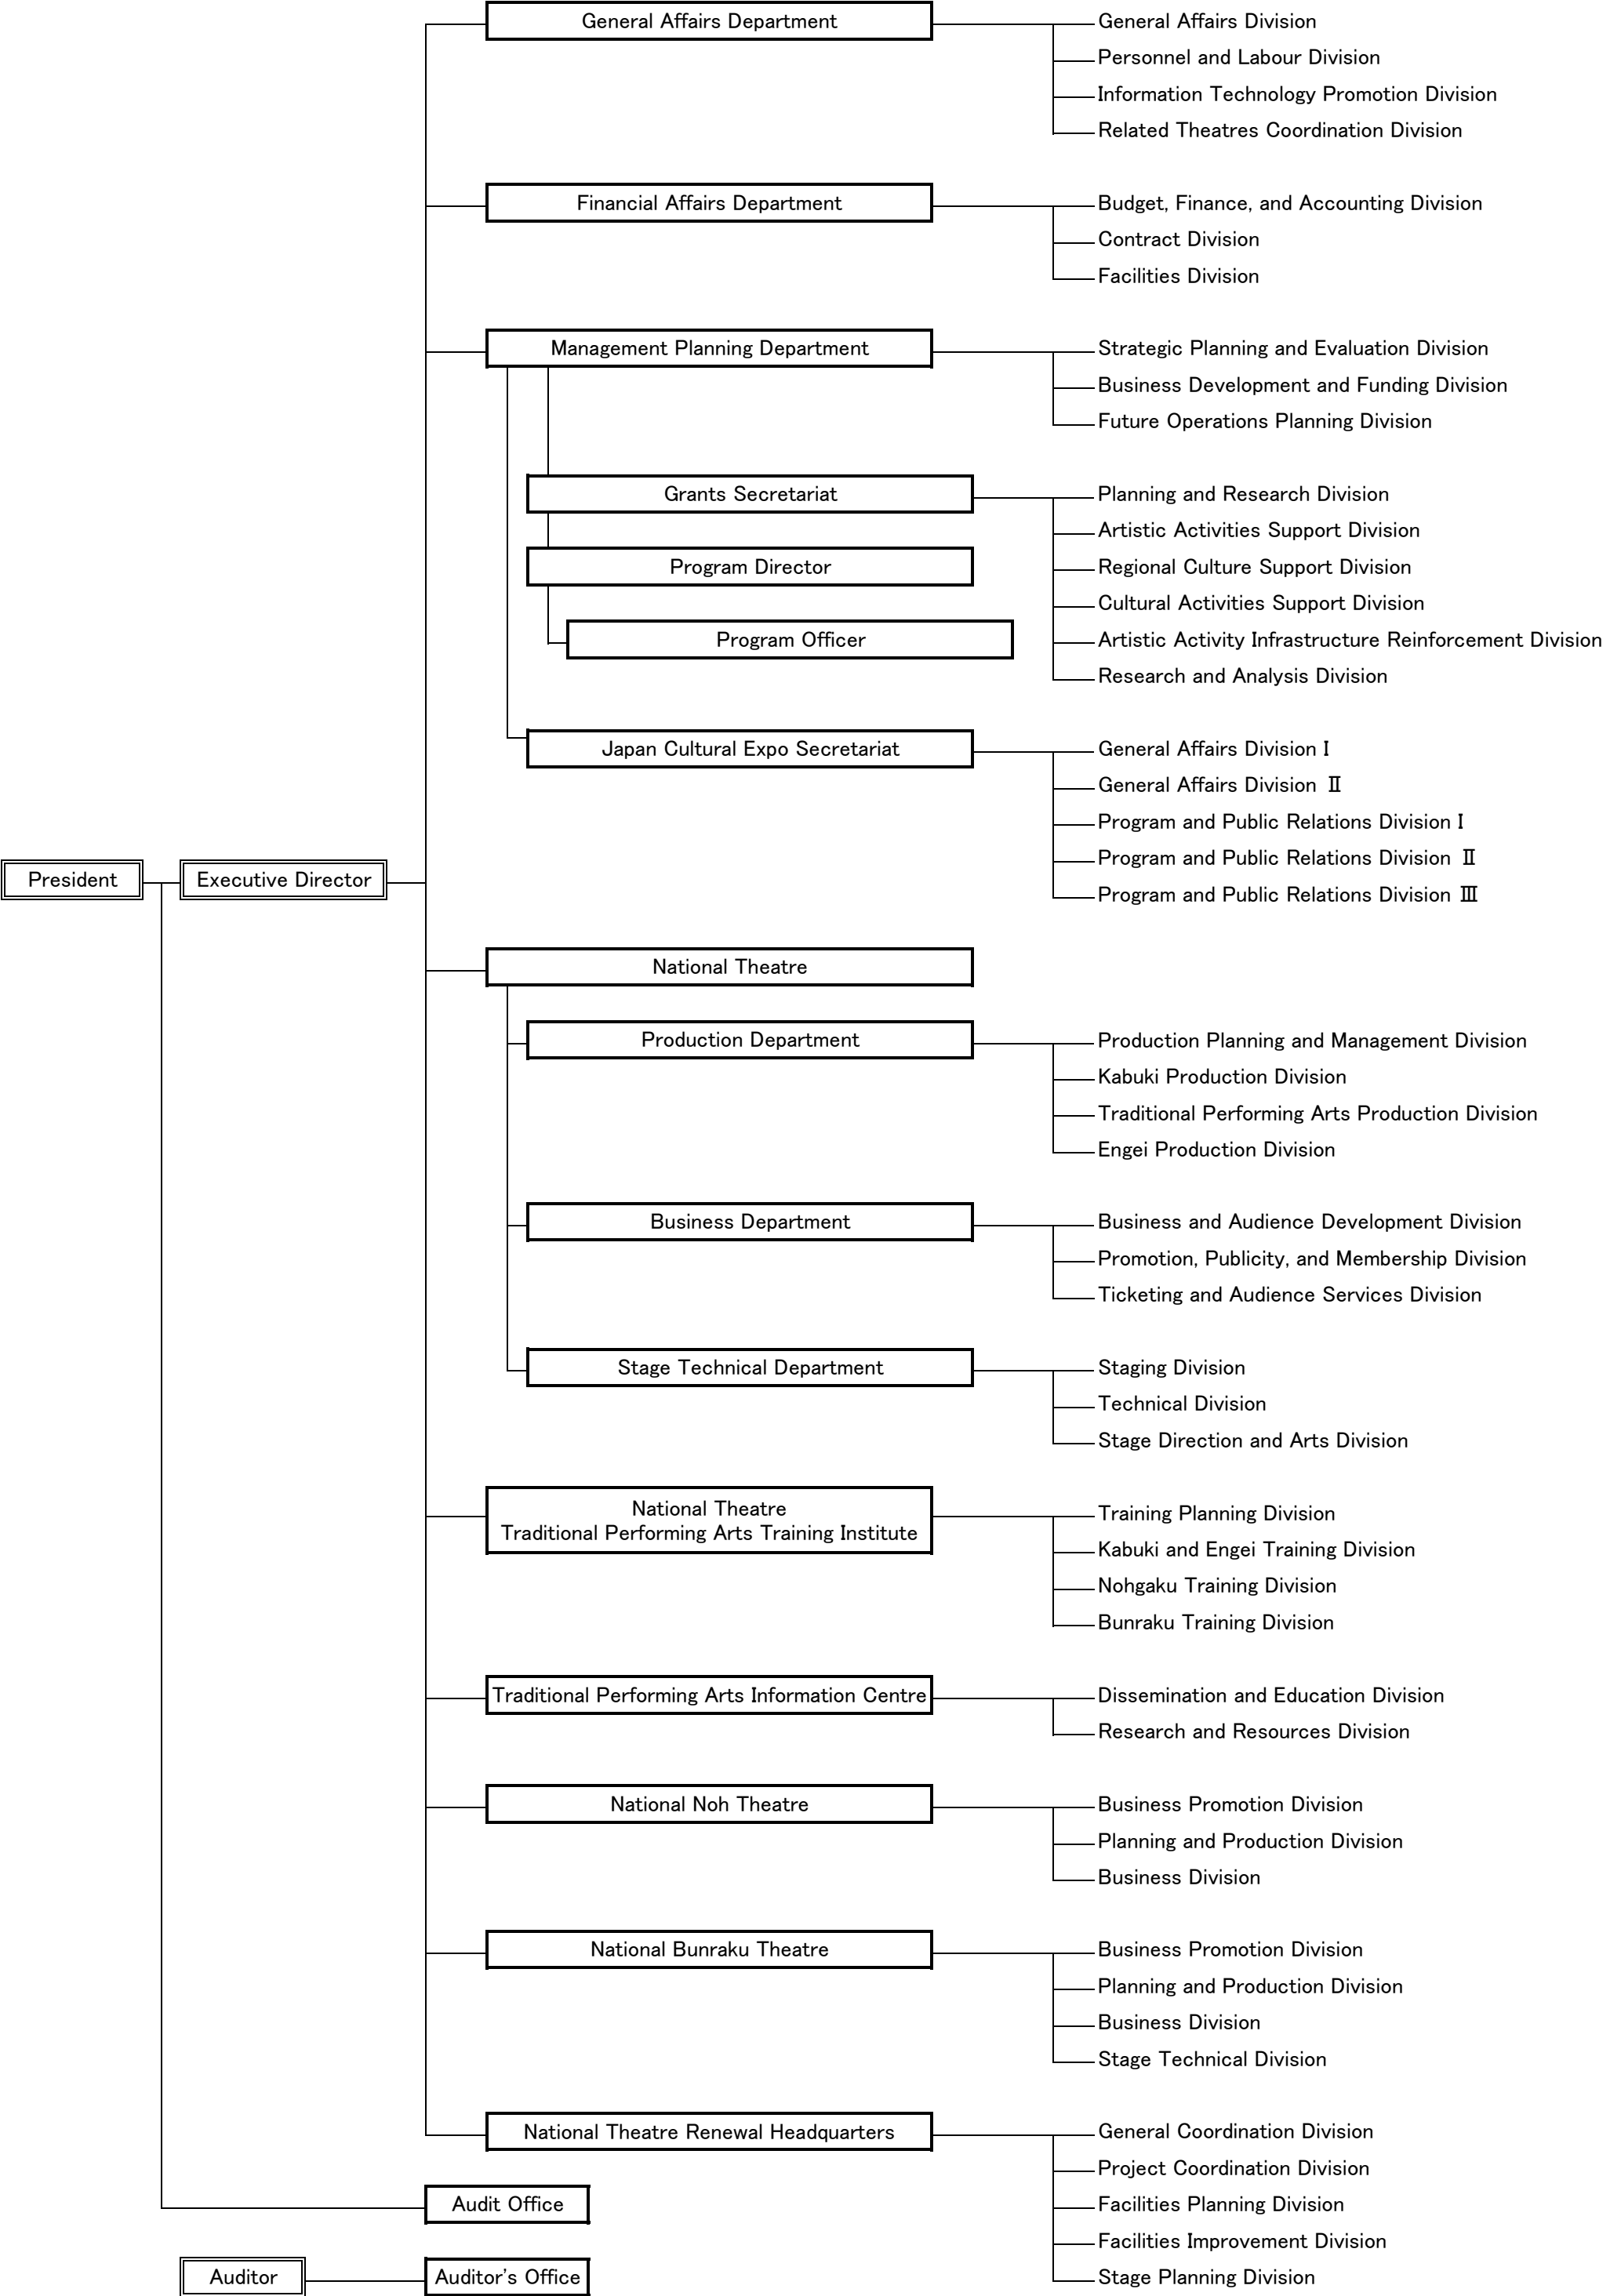 General Affairs Department
General Affairs Division
Personnel and Labour Division
Information Technology Promotion Division
Related Theatres Coordination Division
Financial Affairs Department
Budget, Finance, and Accounting Division
Contract Division
Facilities Division
Management Planning Department
Strategic Planning and Evaluation Division
Business Development and Funding Division
Future Operations Planning Division
Grants Secretariat
Planning and Research Division
Artistic Activities Support Division
Program Director
Regional Culture Support Division
Cultural Activities Support Division
Program Officer
Artistic Activity Infrastructure Reinforcement Division
Research and Analysis Division
Japan Cultural Expo Secretariat
General Affairs Division Ⅰ
General Affairs Division Ⅱ
Program and Public Relations Division Ⅰ
Program and Public Relations Division Ⅱ
President
Executive Director
Program and Public Relations Division Ⅲ
National Theatre
Production Department
Production Planning and Management Division
Kabuki Production Division
Traditional Performing Arts Production Division
Engei Production Division
Business Department
Business and Audience Development Division
Promotion, Publicity, and Membership Division
Ticketing and Audience Services Division
Stage Technical Department
Staging Division
Technical Division
Stage Direction and Arts Division
National Theatre
Traditional Performing Arts Training Institute
Training Planning Division
Kabuki and Engei Training Division
Nohgaku Training Division
Bunraku Training Division
Traditional Performing Arts Information Centre
Dissemination and Education Division
Research and Resources Division
National Noh Theatre
Business Promotion Division
Planning and Production Division
Business Division
National Bunraku Theatre
Business Promotion Division
Planning and Production Division
Business Division
Stage Technical Division
National Theatre Renewal Headquarters
General Coordination Division
Project Coordination Division
Audit Office
Facilities Planning Division
Facilities Improvement Division
Auditor
Auditor's Office
Stage Planning Division